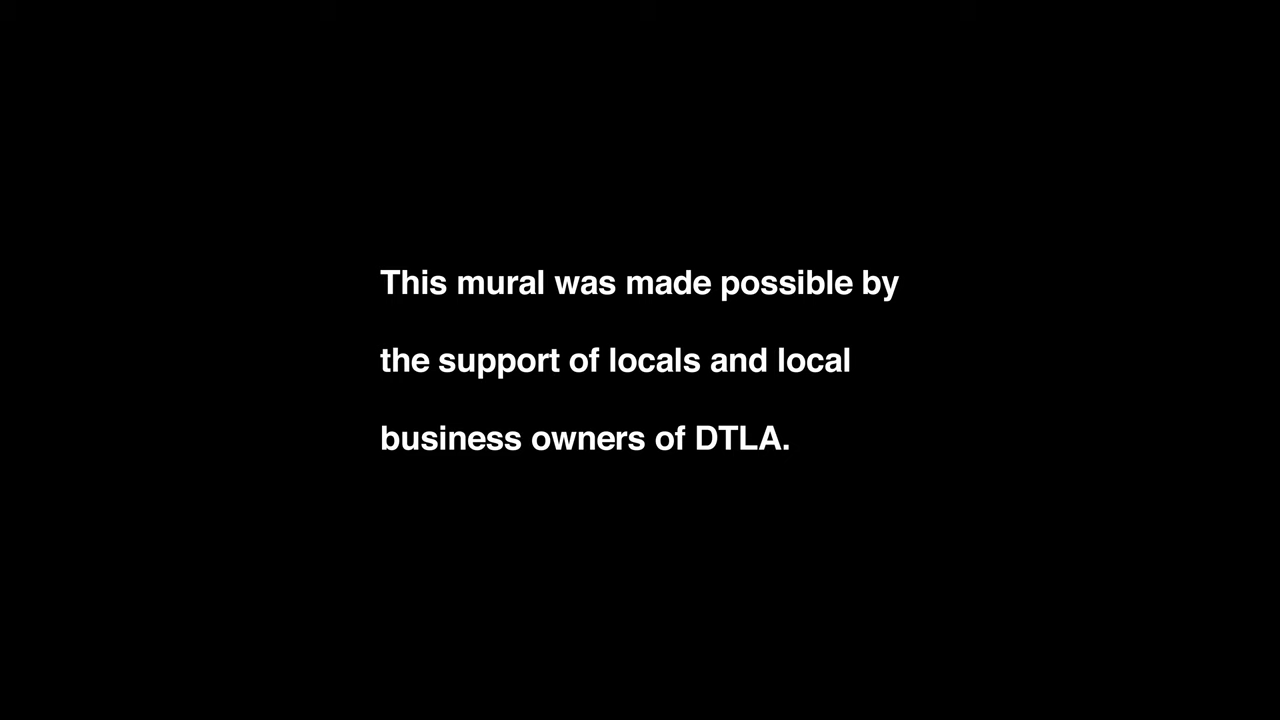 This mural was made possible by
the support of locals and local
business owners of DTLA.